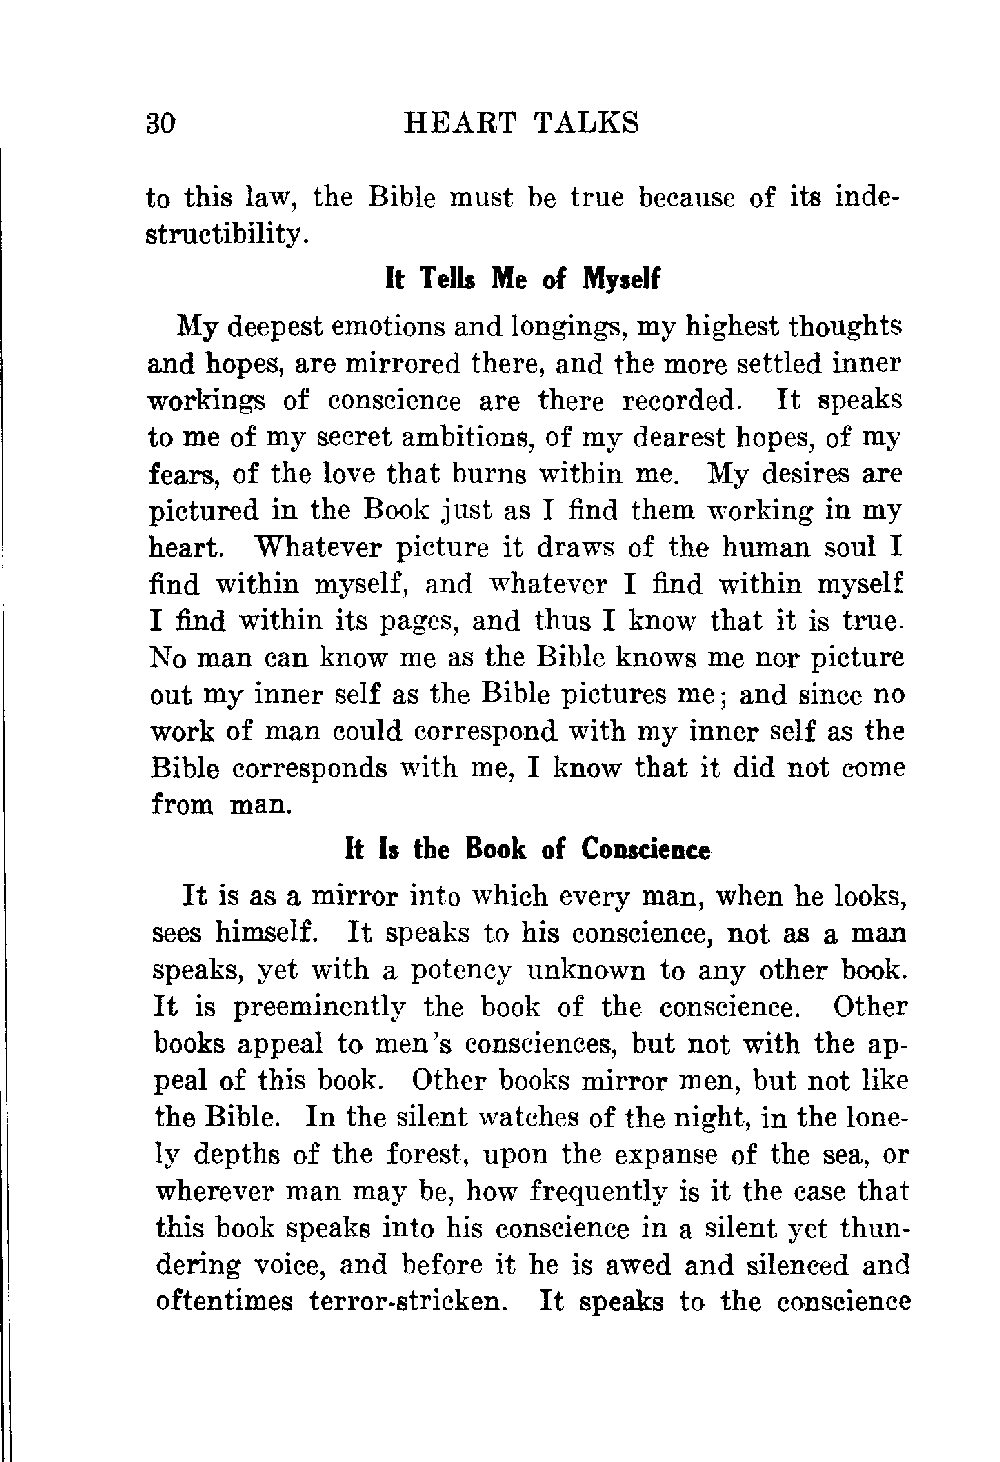 30 HEART TALKS
to this law, the Bible must be true because of its inde-
structibility.
It Tells Me of Myself
My deepest emotions and longings, my highest thoughts
and hopes, are mirrored there, and the more settled inner
workings of conscience are there recorded. It speaks
to me of my secret ambitions, of my dearest hopes, of my
fears, of the love that burns within me. My desires are
pictured in the Book just as I find them working in my
heart. Whatever picture it draws of the human soul I
find within myself, and whatever I find within myself
I find within its pages, and thus I know that it is true.
No man can know me as the Bible knows me nor picture
out my inner self as the Bible pictures me; and since no
work of man could correspond with my inner self as the
Bible corresponds with me, I know that it did not come
from man.
It Is the Book of Conscience
It is as a mirror into which every man, when he looks,
sees himself. It speaks to his conscience, not as a man
speaks, yet with a potency unknown to any other book.
It is preeminently the book of the conscience. Other
books appeal to men's consciences, but not with the ap-
peal of this book. Other books mirror men, but not like
the Bible. In the silent watches of the night, in the lone-
ly depths of the forest, upon the expanse of the sea, or
wherever man may be, how frequently is it the case that
this book speaks into his conscience in a silent yet thun-
dering voice, and before it he is awed and silenced and
oftentimes terror-stricken. It speaks to the conscience